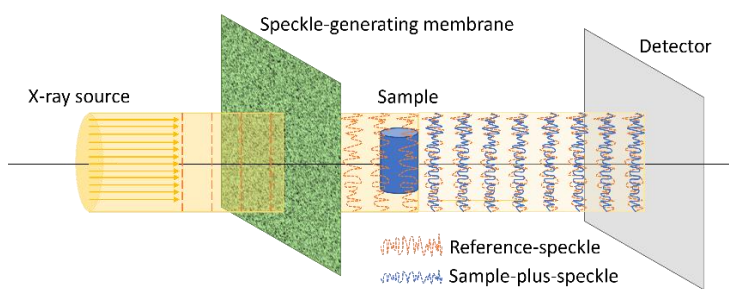 Speckle-generating membrane
Detector
X-ray source
Sample
Reference-speckle
Sample-plus-speckle